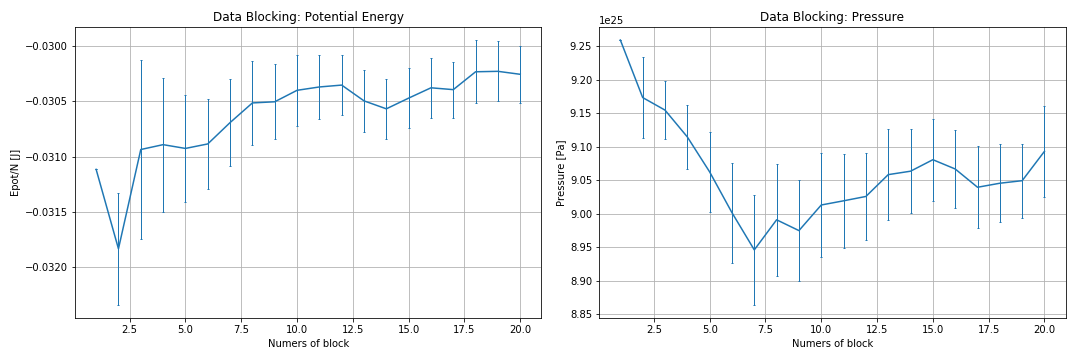 Data Blocking: Potential Energy
Epot/N [J]
−0.0300
−0.0305
−0.0310
−0.0315
−0.0320
2.5 5.0 7.5 10.0 12.5 15.0 17.5 20.0
Numers of block
Data Blocking: Pressure
1e25
Pressure [Pa]
9.25
9.20
9.15
9.10
9.05
9.00
8.95
8.90
8.85
2.5 5.0 7.5 10.0 12.5 15.0 17.5 20.0
Numers of block